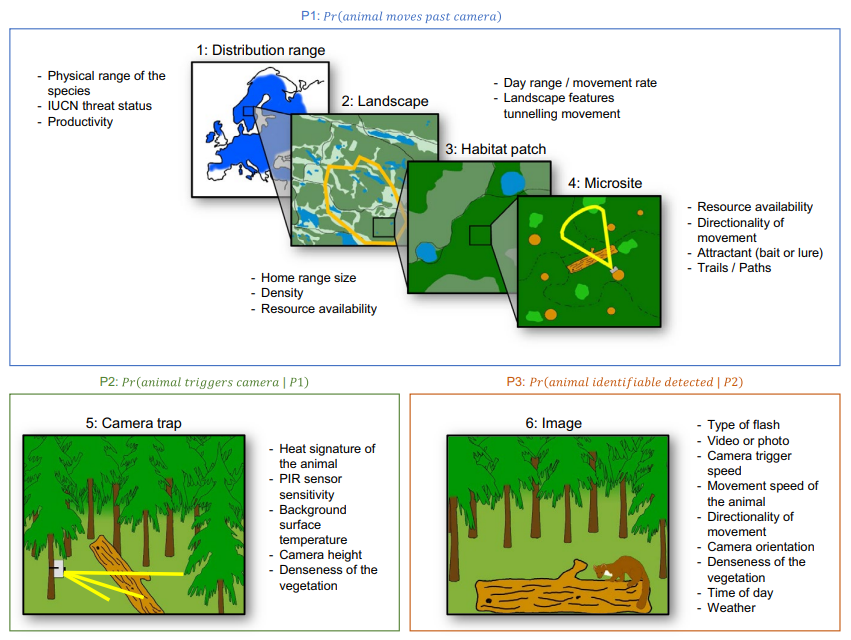 P1: Pr(animal moves past camera)
1: Distribution range
- Physical range of the
species
- IUCN threat status
- Productivity
2: Landscape
- Home range size
- Density
- Resource availability
- Day range / movement rate
- Landscape features
tunnelling movement
3: Habitat patch
4: Microsite
- Resource availability
- Directionality of
movement
- Attractant (bait or lure)
- Trails / Paths
P2: Pr(animal triggers camera | P1)
5: Camera trap
- Heat signature of
the animal
- PIR sensor
sensitivity
- Background
surface
temperature
- Camera height
- Denseness of the
vegetation
P3: Pr(animal identifiable detected | P2)
6: Image
- Type of flash
- Video or photo
- Camera trigger
speed
- Movement speed of
the animal
- Directionality of
movement
- Camera orientation
- Denseness of the
vegetation
- Time of day
- Weather